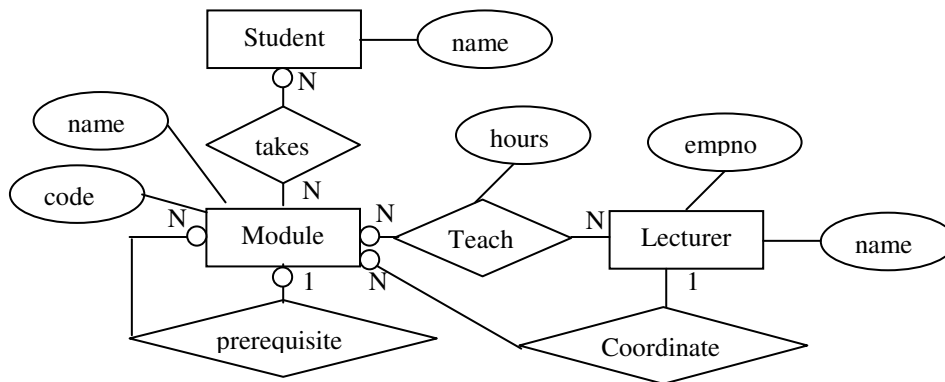 Student
name
N
name
takes
hours
empno
code
N
N
N
N
Module
Teach
Lecturer
name
1
N
1
prerequisite
Coordinate